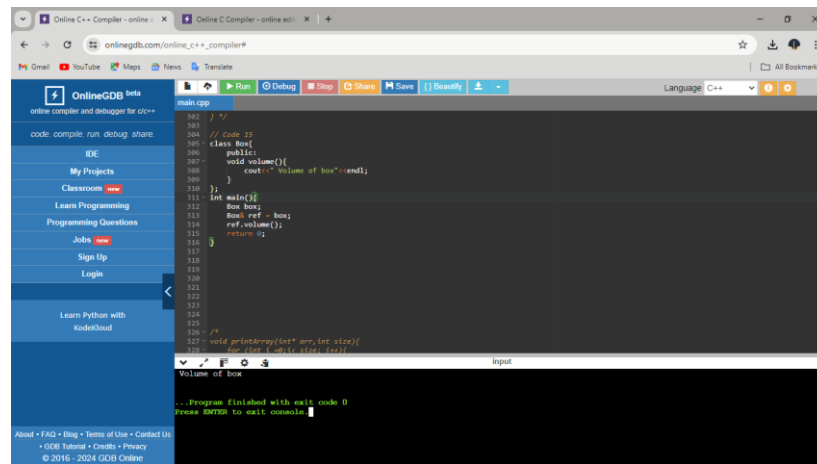 Online C++ Compiler - online e
Online C Compiler - online edit
onlinegdb.com/online_c++_compiler#
Gmail YouTube Maps News Translate
All Bookmark
OnlineGDB beta
online compiler and debugger for c/c++
code. compile. run. debug. share.
IDE
My Projects
Classroom new
Learn Programming
Programming Questions
Jobs new
Sign Up
Login
Learn Python with
KodeKloud
About • FAQ • Blog • Terms of Use • Contact Us
• GDB Tutorial • Credits • Privacy
© 2016 - 2024 GDB Online
Run Debug Stop Share Save {} Beautify
Language C++
main.cpp
302 } */
303
304 // Code 15
305 class Box{
306 public:
307 void volume(){
308 cout<<" Volume of box"<<endl;
309 }
310 };
311 int main(){
312 Box box;
313 Box& ref = box;
314 ref.volume();
315 return 0;
316 }
317
318
319
320
321
322
323
324
325
326 /*
327 void printArray(int* arr,int size){
328 for (int i =0;i< size; i++){
input
Volume of box
...Program finished with exit code 0
Press ENTER to exit console.